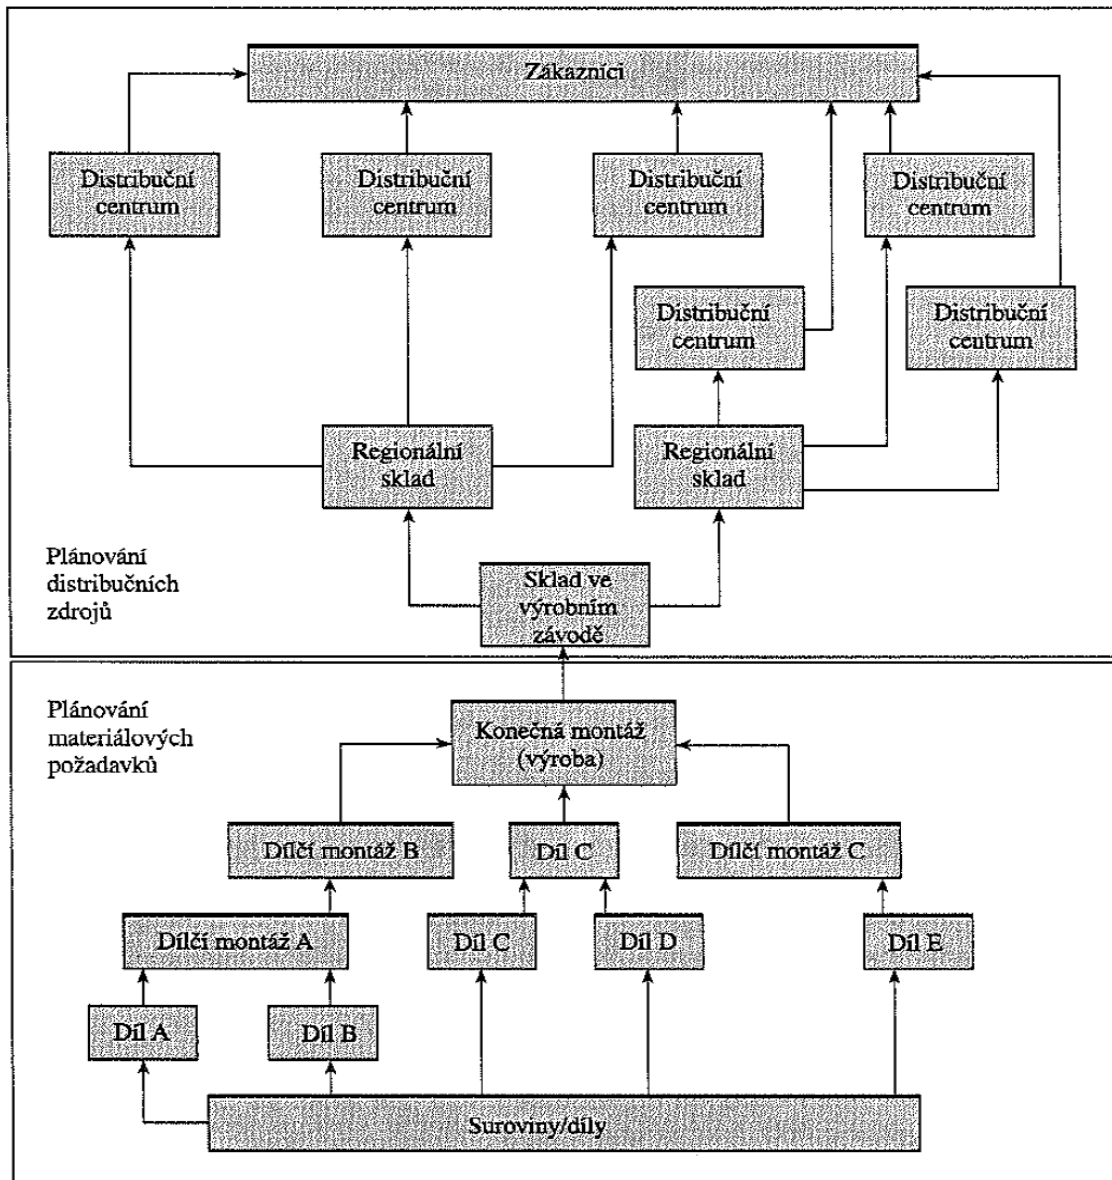 Zákazníci
Distribuční
centrum
Distribuční
centrum
Distribuční
centrum
Distribuční
centrum
Distribuční
centrum
Distribuční
centrum
Regionální
sklad
Regionální
sklad
Plánování
distribučních
zdrojů
Sklad ve
výrobním
závodě
Plánování
materiálových
požadavků
Konečná montáž
(výroba)
Dílčí montáž B
Díl C
Dílčí montáž C
Dílčí montáž A
Díl C
Díl D
Díl E
Díl A
Díl B
Suroviny/díly